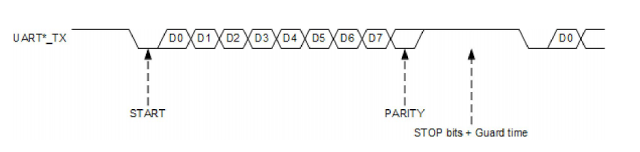 UART*_TX D0 D1 D2 D3 D4 D5 D6 D7 D0
START PARITY
STOP bits + Guard time